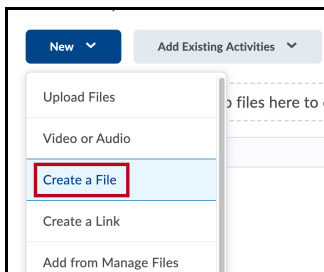 New
Add Existing Activities
Upload Files
files here to
Video or Audio
Create a File
Create a Link
Add from Manage Files